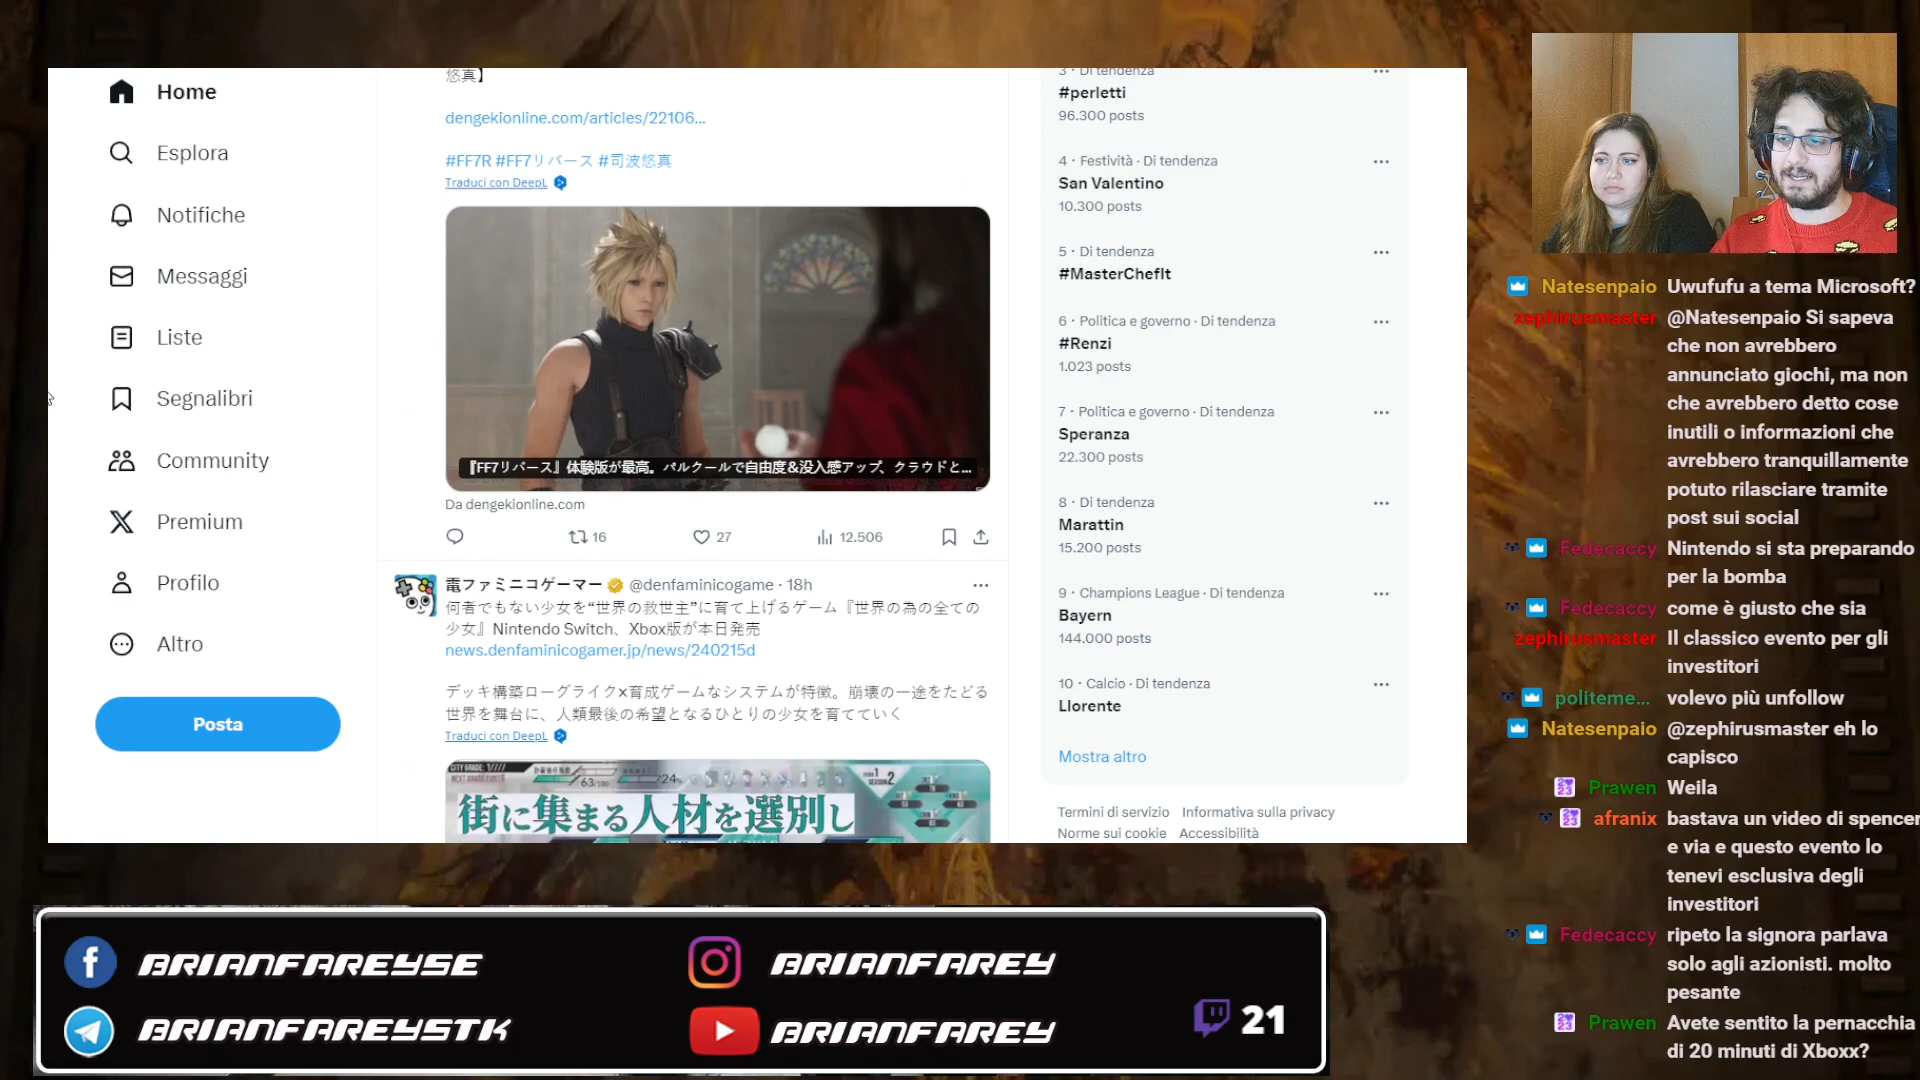 Home
Esplora
Notifiche
Messaggi
Liste
Segnalibri
Community
Premium
Profilo
Altro
Posta
悠真】
dengekionline.com/articles/22106...
#FF7R #FF7リバース #司波悠真
Traduci con DeepL
『FF7リバース』体験版が最高。パルクールで自由度&没入感アップ、クラウドと...
Da dengekionline.com
16
27
12.506
電ファミニコゲーマー @denfaminicogame · 18h
何者でもない少女を“世界の救世主”に育て上げるゲーム『世界の為の全ての
少女』Nintendo Switch、Xbox版が本日発売
news.denfaminicogamer.jp/news/240215d
デッキ構築ローグライク×育成ゲームなシステムが特徴。崩壊の一途をたどる
世界を舞台に、人類最後の希望となるひとりの少女を育てていく
Traduci con DeepL
街に集まる人材を選別し
3 · Di tendenza
#perletti
96.300 posts
4 · Festività · Di tendenza
San Valentino
10.300 posts
5 · Di tendenza
#MasterChefIt
6 · Politica e governo · Di tendenza
#Renzi
1.023 posts
7 · Politica e governo · Di tendenza
Speranza
22.300 posts
8 · Di tendenza
Marattin
15.200 posts
9 · Champions League · Di tendenza
Bayern
144.000 posts
10 · Calcio · Di tendenza
Llorente
Mostra altro
Termini di servizio Informativa sulla privacy
Norme sui cookie Accessibilità
Natesenpaio Uwufufu a tema Microsoft?
zephirusmaster @Natesenpaio Si sapeva
che non avrebbero
annunciato giochi, ma non
che avrebbero detto cose
inutili o informazioni che
avrebbero tranquillamente
potuto rilasciare tramite
post sui social
Fedecaccy Nintendo si sta preparando
per la bomba
Fedecaccy come è giusto che sia
zephirusmaster Il classico evento per gli
investitori
politeme... volevo più unfollow
Natesenpaio @zephirusmaster eh lo
capisco
Prawen Weila
afranix bastava un video di spencer
e via e questo evento lo
tenevi esclusiva degli
investitori
Fedecaccy ripeto la signora parlava
solo agli azionisti. molto
pesante
Prawen Avete sentito la pernacchia
di 20 minuti di Xboxx?
BRIANFAREYSE
BRIANFAREY
BRIANFAREYSTK
BRIANFAREY
21